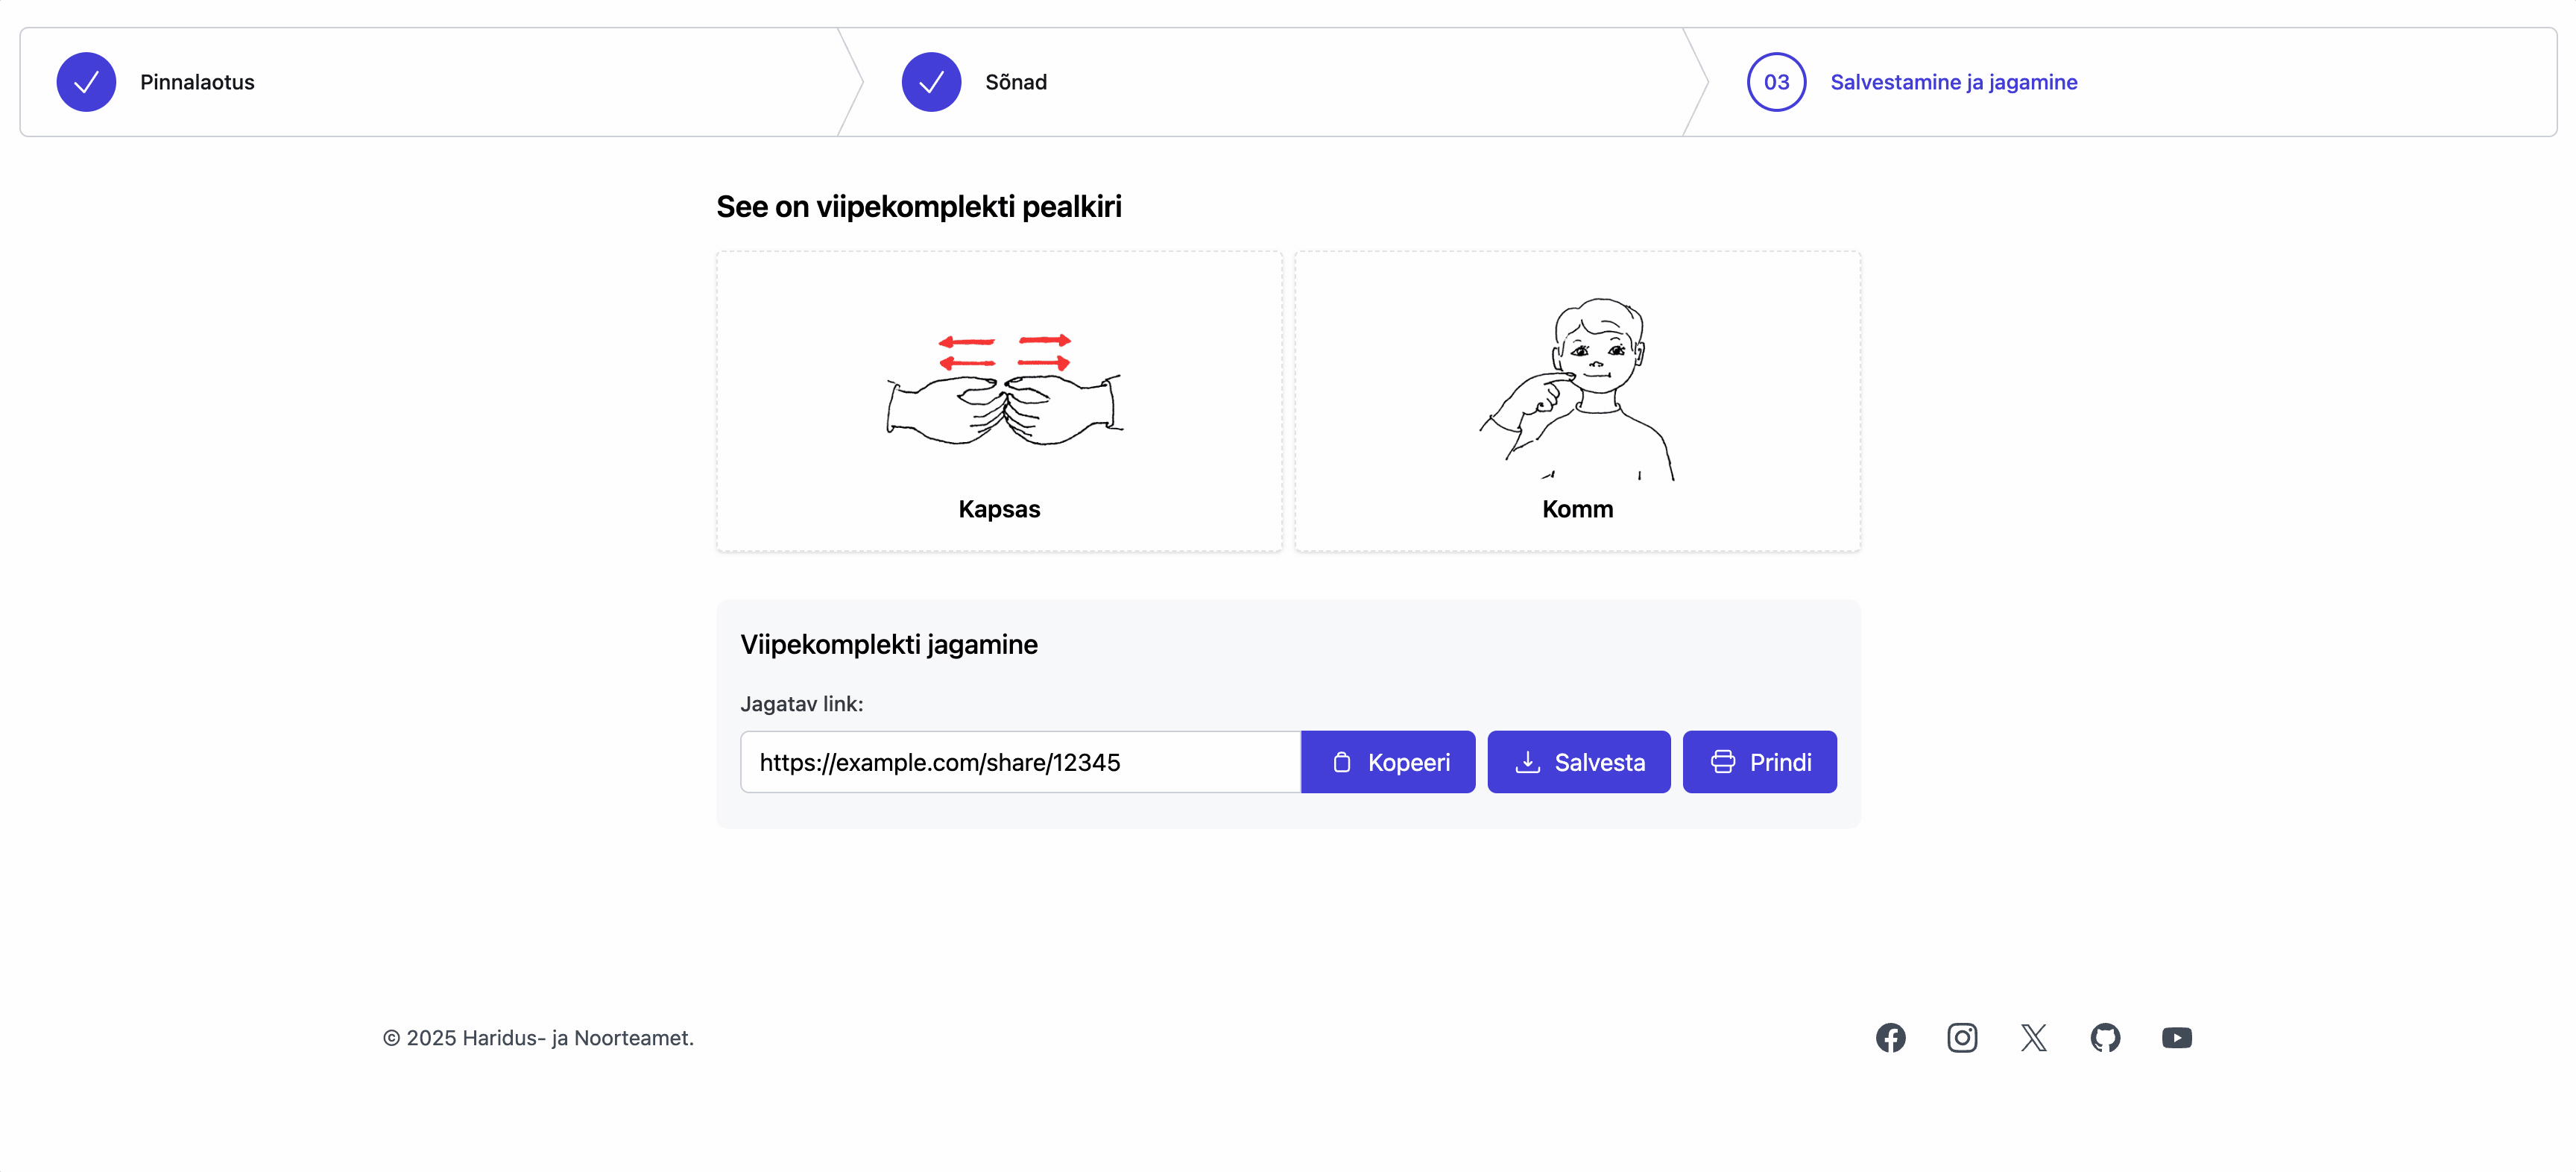 Pinnalaotus
Sõnad
03 Salvestamine ja jagamine
See on viipekomplekti pealkiri
Kapsas
Komm
Viipekomplekti jagamine
Jagatav link:
https://example.com/share/12345 Kopeeri Salvesta Prindi
© 2025 Haridus- ja Noorteamet.